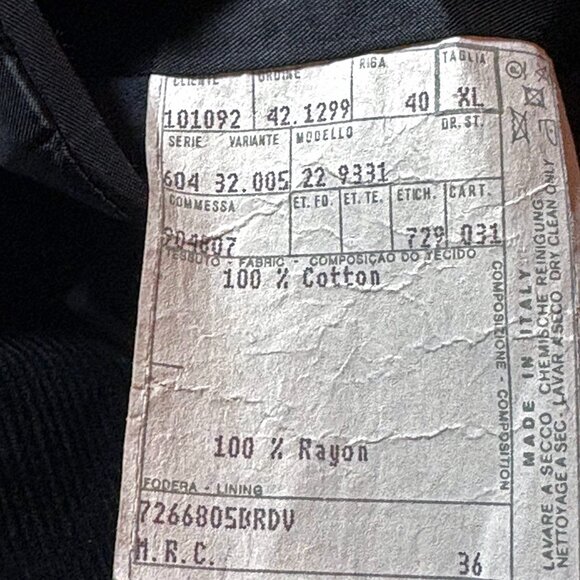 CLIENTE ORDINE RIGA TAGLIA
101092 42.1299 40 XL
SERIE VARIANTE MODELLO DR. ST.
604 32.005 22 9331
COMMESSA ET. FO. ET. TE. ETICH. CART.
904807 729 031
TESSUTO - FABRIC - COMPOSIÇÃO DO TECIDO
100 % Cotton
100 % Rayon
FODERA - LINING
7266805BRDV
M.R.C. 36
COMPOSIZIONE - COMPOSITION
MADE IN ITALY
LAVARE A SECCO CHEMISCHE REINIGUNG
NETTOYAGE A SEC - LAVAR A SECO DRY CLEAN ONLY